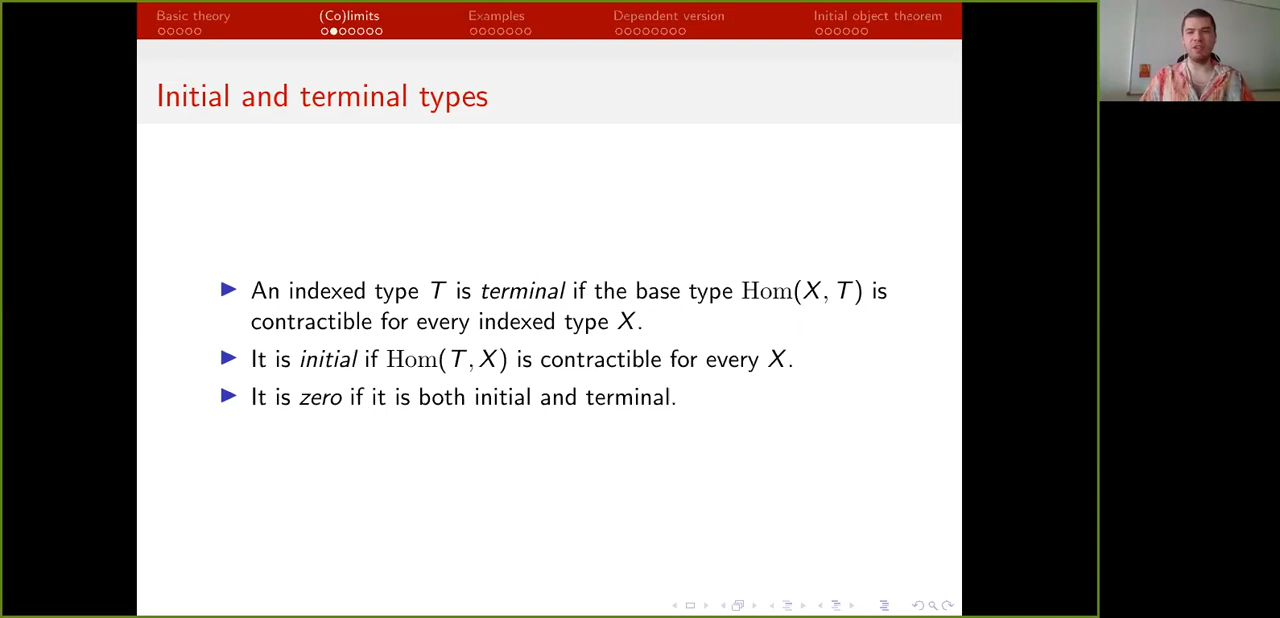 Basic theory (Co)limits Examples Dependent version Initial object theorem
Initial and terminal types
An indexed type T is terminal if the base type Hom(X, T) is
contractible for every indexed type X.
It is initial if Hom(T, X) is contractible for every X.
It is zero if it is both initial and terminal.